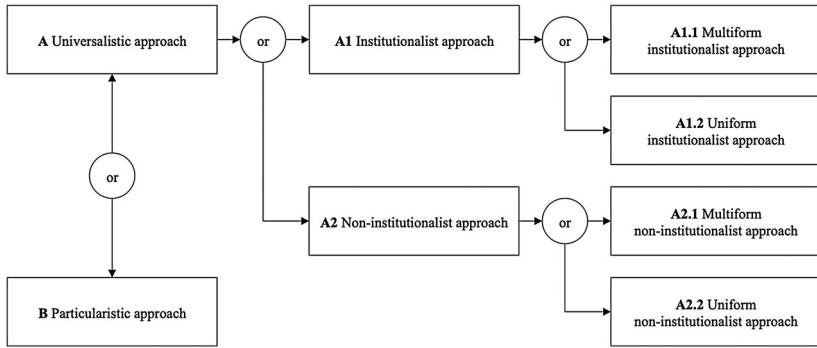 A Universalistic approach
or
A1 Institutionalist approach
or
A1.1 Multiform
institutionalist approach
A1.2 Uniform
institutionalist approach
or
A2 Non-institutionalist approach
or
A2.1 Multiform
non-institutionalist approach
B Particularistic approach
A2.2 Uniform
non-institutionalist approach